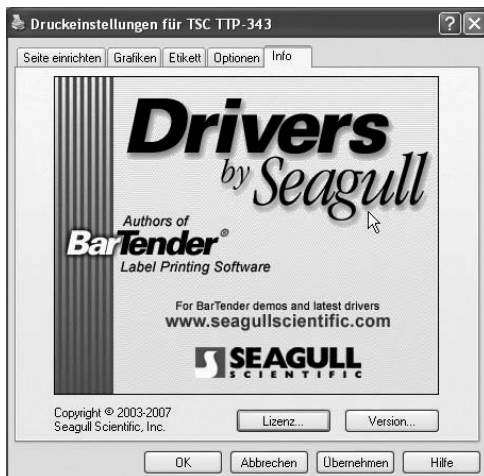 Druckeinstellungen für TSC TTP-343
Seite einrichten Grafiken Etikett Optionen Info
Drivers
by Seagull
Authors of
BarTender®
Label Printing Software
For BarTender demos and latest drivers
www.seagullscientific.com
SEAGULL
SCIENTIFIC
Copyright © 2003-2007
Seagull Scientific, Inc.
Lizenz... Version...
OK Abbrechen Übernehmen Hilfe